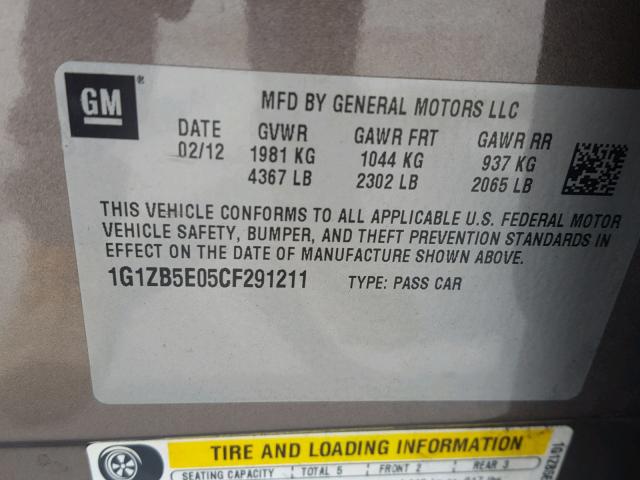 GM ®
MFD BY GENERAL MOTORS LLC
DATE GVWR GAWR FRT GAWR RR
02/12 1981 KG 1044 KG 937 KG
4367 LB 2302 LB 2065 LB
THIS VEHICLE CONFORMS TO ALL APPLICABLE U.S. FEDERAL MOTOR
VEHICLE SAFETY, BUMPER, AND THEFT PREVENTION STANDARDS IN
EFFECT ON THE DATE OF MANUFACTURE SHOWN ABOVE.
1G1ZB5E05CF291211 TYPE: PASS CAR
TIRE AND LOADING INFORMATION
SEATING CAPACITY TOTAL 5 FRONT 2 REAR 3